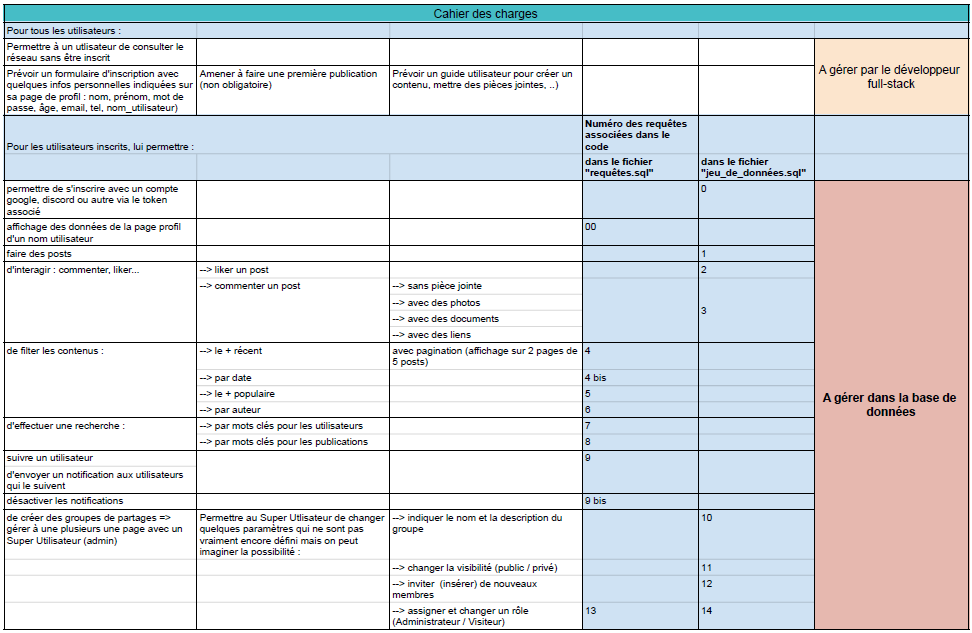 Cahier des charges
Pour tous les utilisateurs :
Permettre à un utlisateur de consulter le
réseau sans être inscrit
A gérer par le développeur
full-stack
Prévoir un formulaire d'inscription avec
quelques infos personnelles indiquées sur
sa page de profil : nom, prénom, mot de
passe, âge, email, tel, nom_utilisateur)
Amener à faire une première publication
(non obligatoire)
Prévoir un guide utilisateur pour créer un
contenu, mettre des pièces jointes, ..)
Pour les utilisateurs inscrits, lui permettre :
Numéro des requêtes
associées dans le
code
dans le fichier
"requêtes.sql"
dans le fichier
"jeu_de_données.sql"
permettre de s'inscrire avec un compte
google, discord ou autre via le token
associé
0
A gérer dans la base de
données
affichage des données de la page profil
d'un nom utilisateur
00
faire des posts
1
d'interagir : commenter, liker...
--> liker un post
2
--> commenter un post
--> sans pièce jointe
--> avec des photos
--> avec des documents
--> avec des liens
3
de filter les contenus :
--> le + récent
avec pagination (affichage sur 2 pages de
5 posts)
4
--> par date
4 bis
--> le + populaire
5
--> par auteur
6
d'effectuer une recherche :
--> par mots clés pour les utilisateurs
7
--> par mots clés pour les publications
8
suivre un utilisateur
9
d'envoyer un notification aux utilisateurs
qui le suivent
désactiver les notifications
9 bis
de créer des groupes de partages =>
gérer à une plusieurs une page avec un
Super Utilisateur (admin)
Permettre au Super Utlisateur de changer
quelques paramètres qui ne sont pas
vraiment encore défini mais on peut
imaginer la possibilité :
--> indiquer le nom et la description du
groupe
10
--> changer la visibilité (public / privé)
11
--> inviter (insérer) de nouveaux
membres
12
--> assigner et changer un rôle
(Administrateur / Visiteur)
13
14